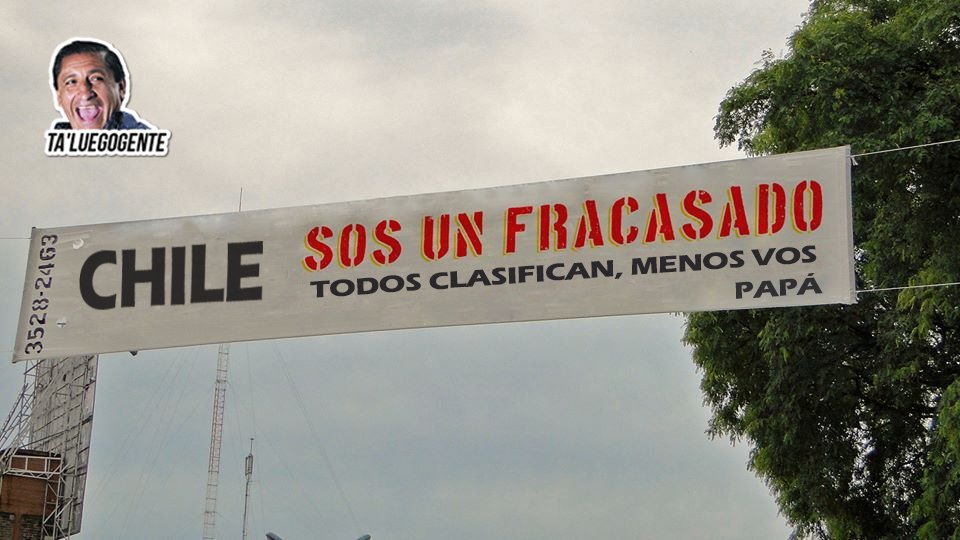 TA'LUEGOGENTE
3528-2463
CHILE
SOS UN FRACASADO
TODOS CLASIFICAN, MENOS VOS
PAPÁ